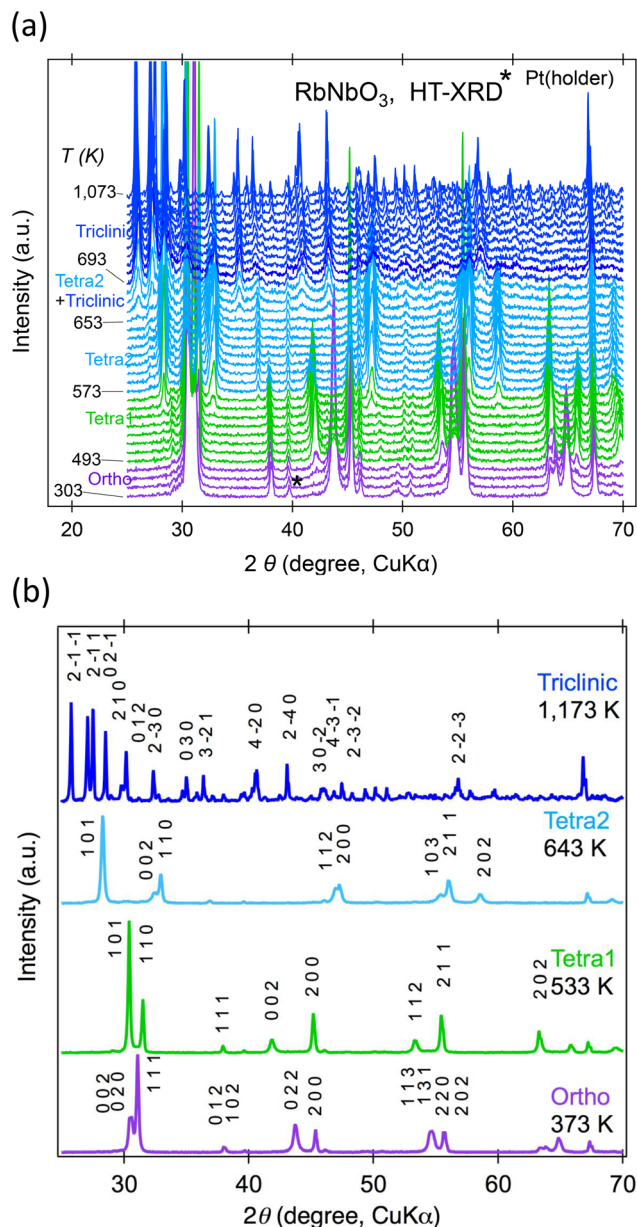 (a)
RbNbO3, HT-XRD * Pt(holder)
T (K)
1,073
Triclinic
693
Tetra2
+Triclinic
653
Tetra2
573
Tetra1
493
Ortho
303
*
Intensity (a.u.)
20 30 40 50 60 70
2 θ (degree, CuKα)
(b)
2 -1 -1
2 -1 1
0 2 -1
2 1 0
0 1 2
2 -3 0
0 3 0
3 -2 1
4 -2 0
2 -4 0
3 0 -2
4 -3 -1
2 -3 -2
2 -2 -3
Triclinic
1,173 K
1 0 1
0 0 2
1 1 0
1 1 2
2 0 0
1 0 3
2 1 1
2 0 2
Tetra2
643 K
1 0 1
1 1 0
1 1 1
0 0 2
2 0 0
1 1 2
2 1 1
2 0 2
Tetra1
533 K
0 0 2
0 2 0
1 1 1
0 1 2
1 0 2
0 2 2
2 0 0
1 1 3
1 3 1
2 2 0
2 0 2
Ortho
373 K
Intensity (a.u.)
30 40 50 60 70
2θ (degree, CuKα)